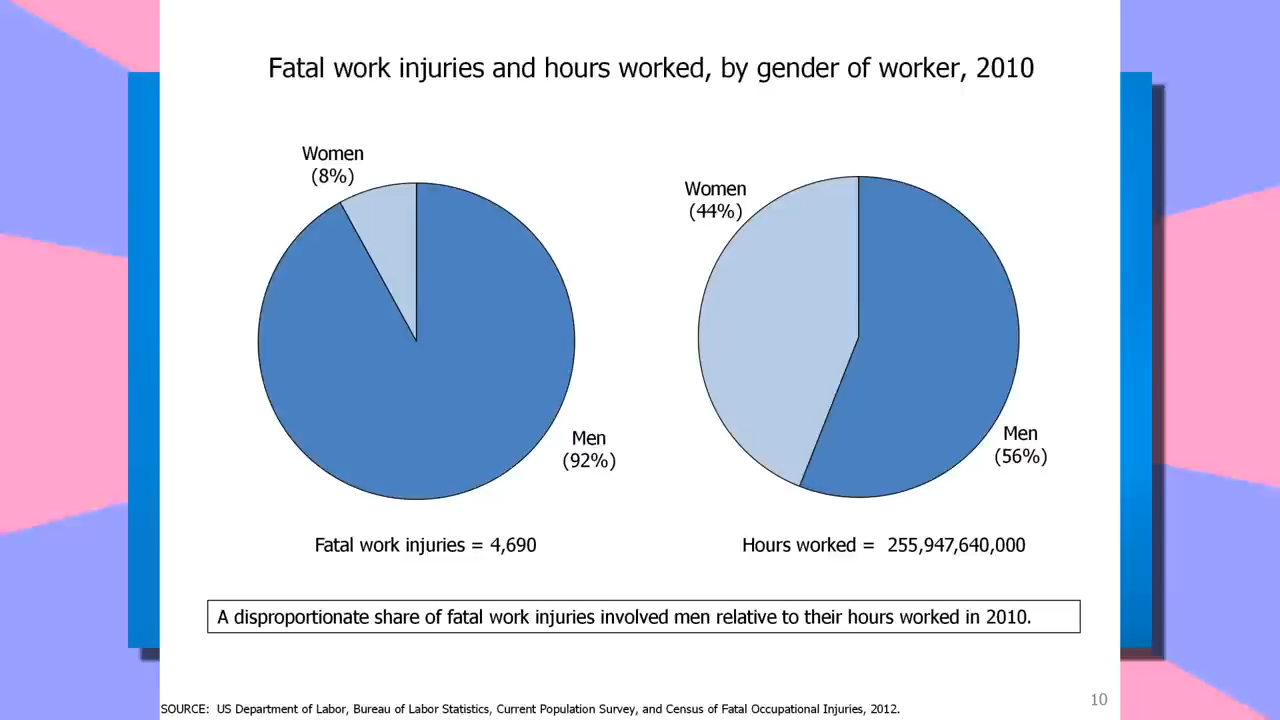 Fatal work injuries and hours worked, by gender of worker, 2010
Women
(8%)
Men
(92%)
Fatal work injuries = 4,690
Women
(44%)
Men
(56%)
Hours worked = 255,947,640,000
A disproportionate share of fatal work injuries involved men relative to their hours worked in 2010.
10
SOURCE: US Department of Labor, Bureau of Labor Statistics, Current Population Survey, and Census of Fatal Occupational Injuries, 2012.